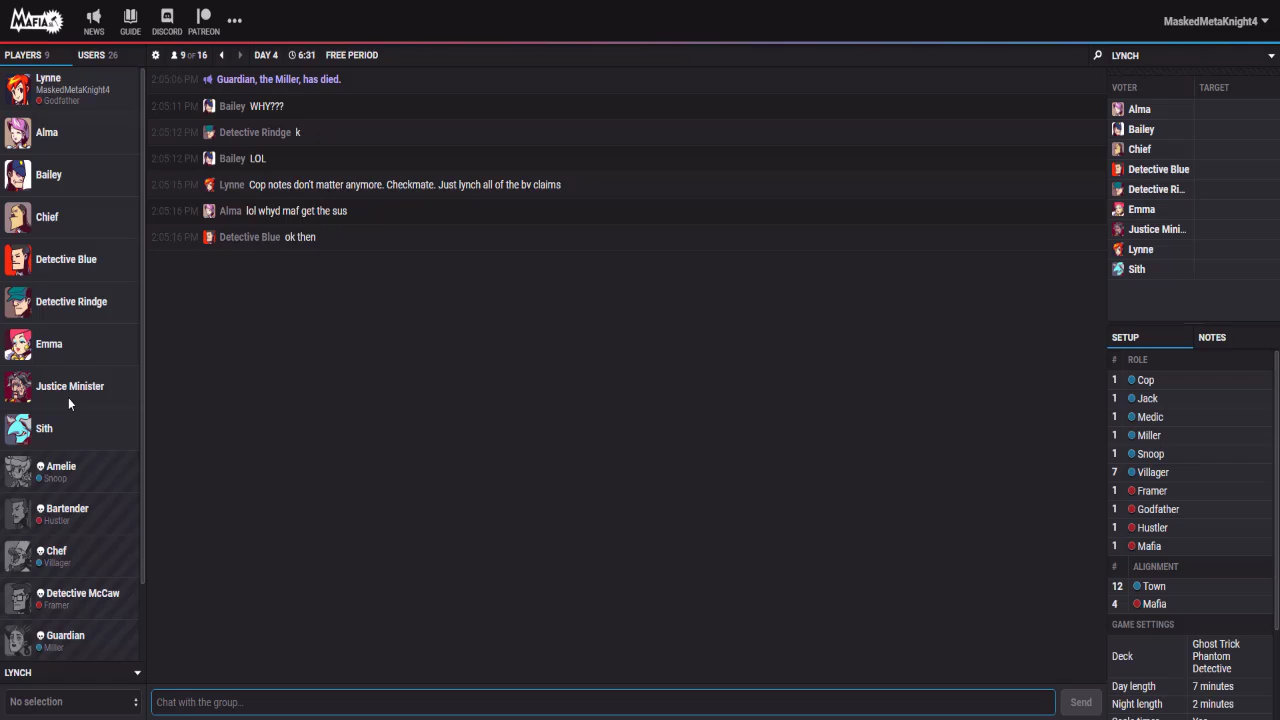 MAFIA
NEWS
GUIDE
DISCORD
PATREON
MaskedMetaKnight4
PLAYERS 9
USERS 26
9 of 16
DAY 4
6:31
FREE PERIOD
LYNCH
Lynne
MaskedMetaKnight4
Godfather
Alma
Bailey
Chief
Detective Blue
Detective Rindge
Emma
Justice Minister
Sith
Amelie
Snoop
Bartender
Hustler
Chef
Villager
Detective McCaw
Framer
Guardian
Miller
LYNCH
No selection
2:05:06 PM Guardian, the Miller, has died.
2:05:11 PM Bailey WHY???
2:05:12 PM Detective Rindge k
2:05:12 PM Bailey LOL
2:05:15 PM Lynne Cop notes don't matter anymore. Checkmate. Just lynch all of the bv claims
2:05:16 PM Alma lol whyd maf get the sus
2:05:16 PM Detective Blue ok then
Chat with the group...
Send
VOTER TARGET
Alma
Bailey
Chief
Detective Blue
Detective Ri...
Emma
Justice Mini...
Lynne
Sith
SETUP NOTES
# ROLE
1 Cop
1 Jack
1 Medic
1 Miller
1 Snoop
7 Villager
1 Framer
1 Godfather
1 Hustler
1 Mafia
# ALIGNMENT
12 Town
4 Mafia
GAME SETTINGS
Deck Ghost Trick
Phantom
Detective
Day length 7 minutes
Night length 2 minutes